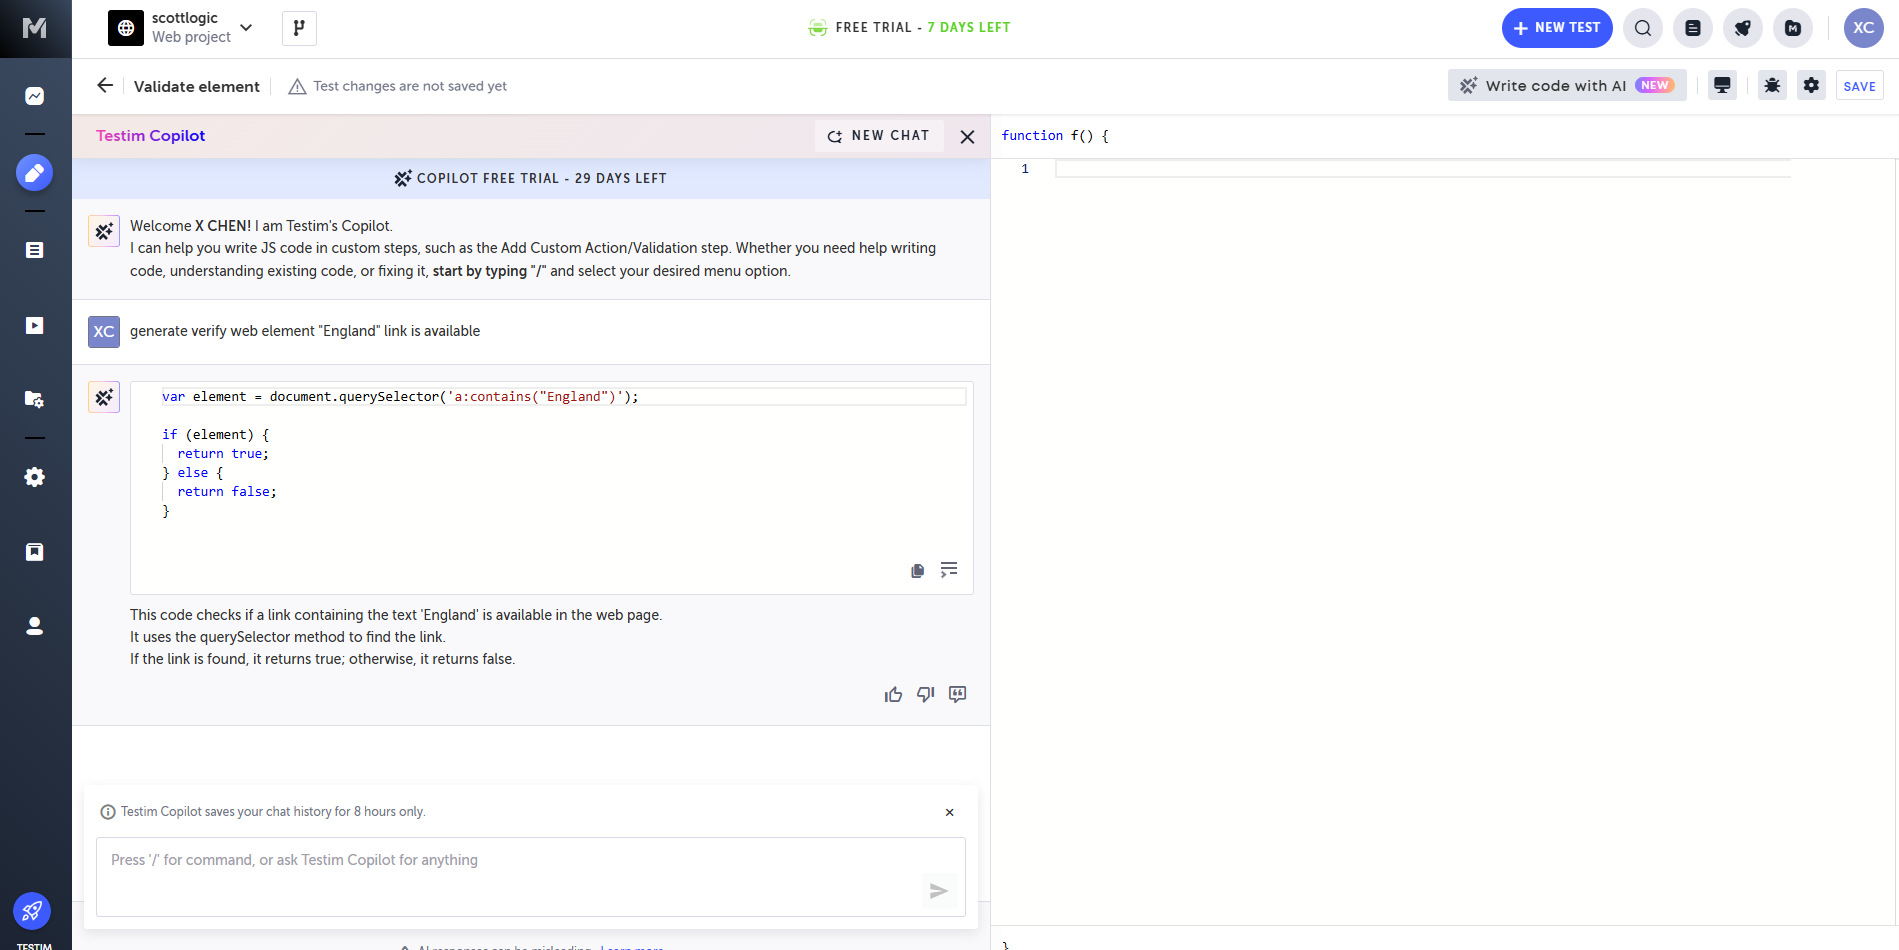 scottlogic
Web project
FREE TRIAL - 7 DAYS LEFT
NEW TEST
XC
Validate element
Test changes are not saved yet
Write code with AI NEW
SAVE
Testim Copilot
NEW CHAT
function f() {
COPILOT FREE TRIAL - 29 DAYS LEFT
1
Welcome X CHEN! I am Testim's Copilot.
I can help you write JS code in custom steps, such as the Add Custom Action/Validation step. Whether you need help writing
code, understanding existing code, or fixing it, start by typing "/" and select your desired menu option.
XC
generate verify web element "England" link is available
var element = document.querySelector('a:contains("England")');
if (element) {
return true;
} else {
return false;
}
This code checks if a link containing the text 'England' is available in the web page.
It uses the querySelector method to find the link.
If the link is found, it returns true; otherwise, it returns false.
Testim Copilot saves your chat history for 8 hours only.
Press '/' for command, or ask Testim Copilot for anything
AI responses can be misleading. Learn more
TESTIM
}